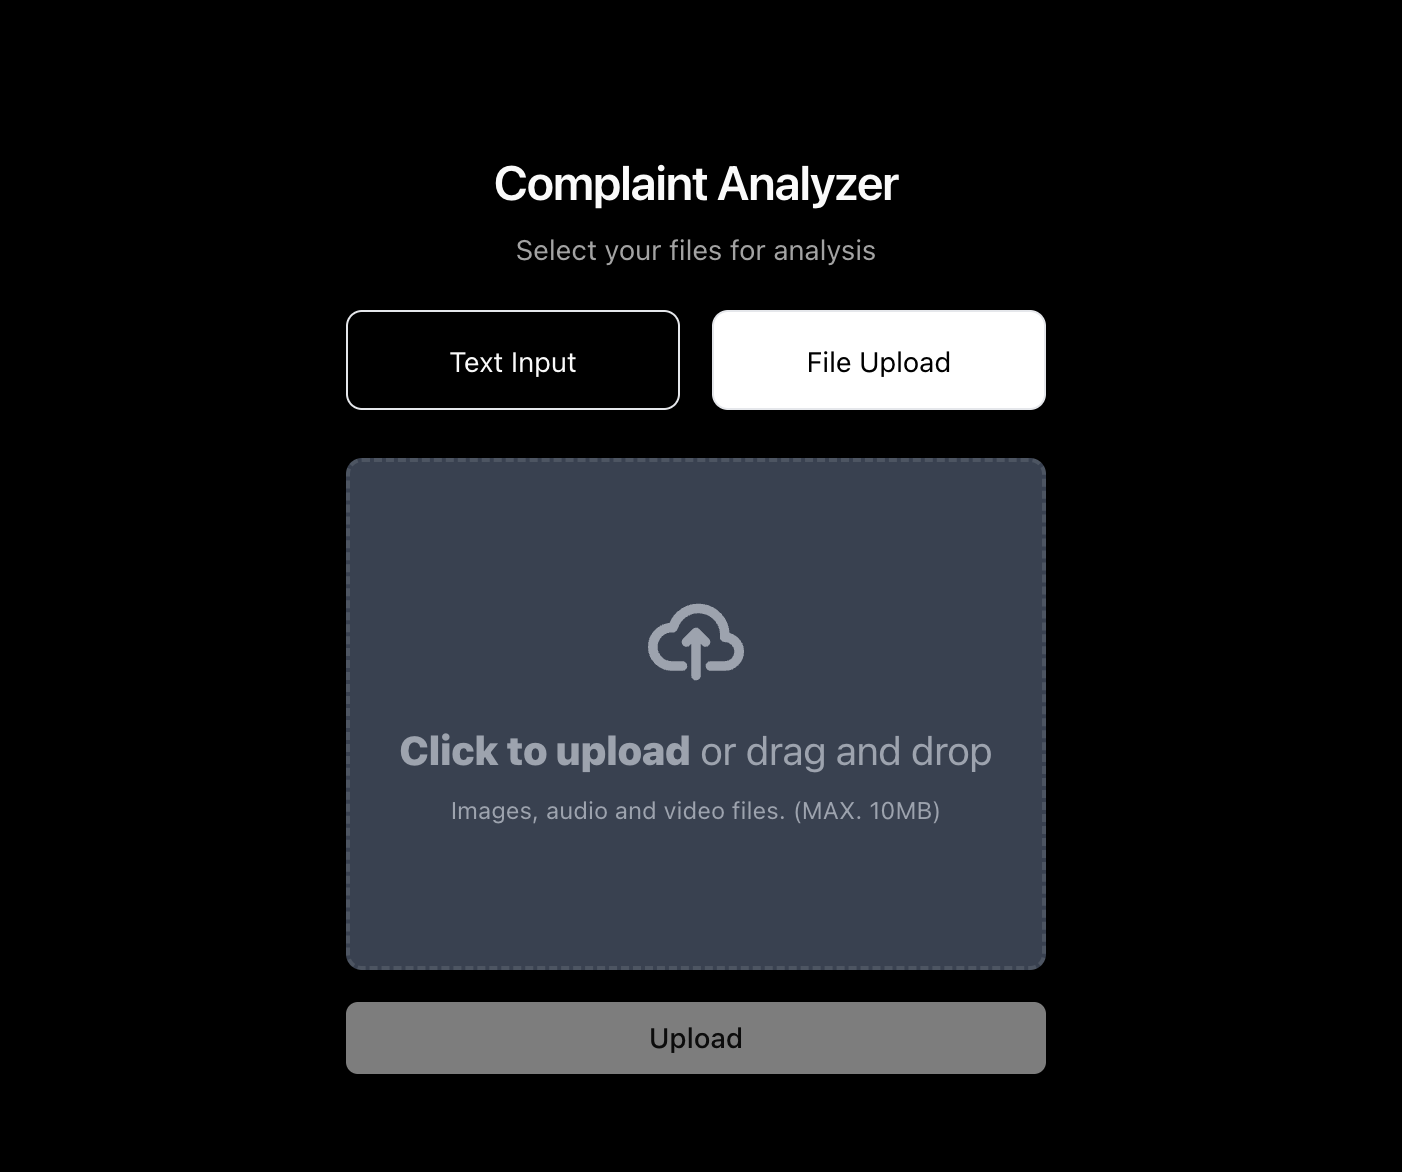 Complaint Analyzer
Select your files for analysis
Text Input
File Upload
Click to upload or drag and drop
Images, audio and video files. (MAX. 10MB)
Upload